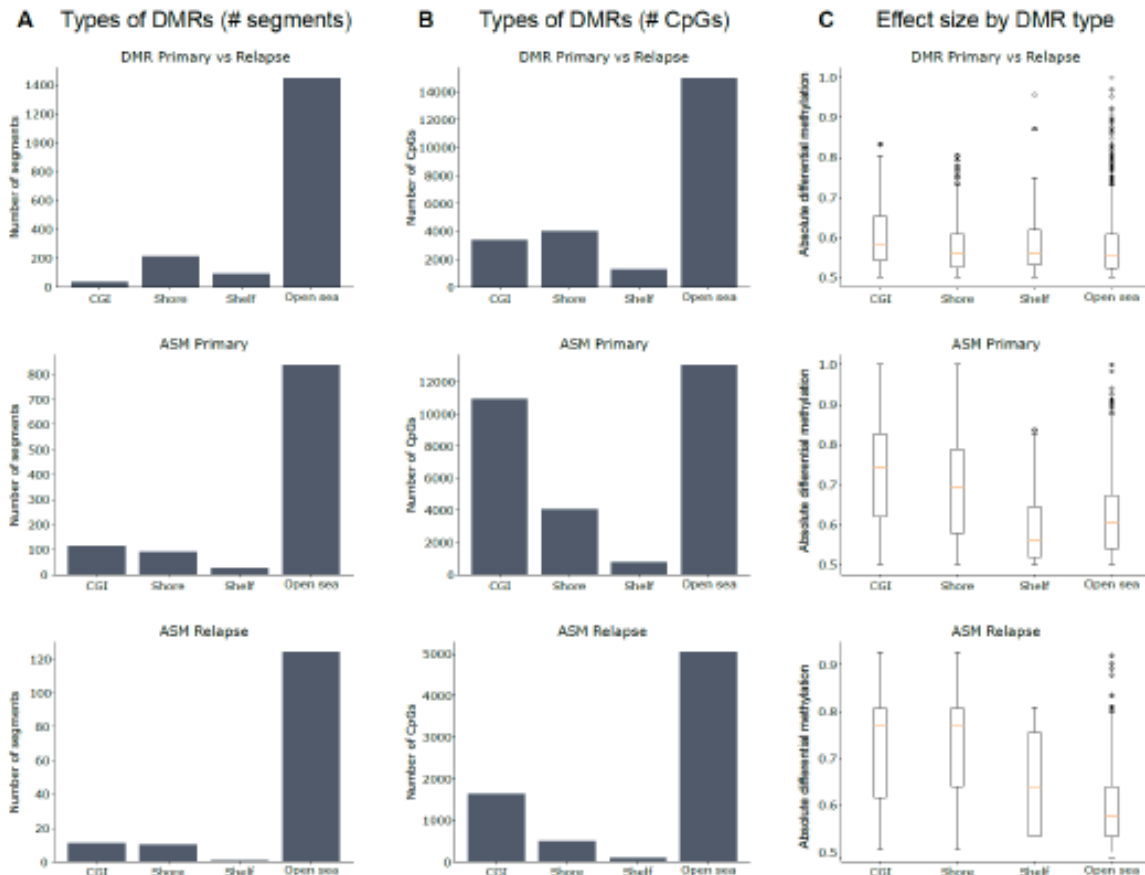 A Types of DMRs (# segments)
DMR Primary vs Relapse
Number of segments
1400
1200
1000
800
600
400
200
0
CGI Shore Shelf Open sea
ASM Primary
Number of segments
800
700
600
500
400
300
200
100
0
CGI Shore Shelf Open sea
ASM Relapse
Number of segments
120
100
80
60
40
20
0
CGI Shore Shelf Open sea
B Types of DMRs (# CpGs)
DMR Primary vs Relapse
Number of CpGs
14000
12000
10000
8000
6000
4000
2000
0
CGI Shore Shelf Open sea
ASM Primary
Number of CpGs
12000
10000
8000
6000
4000
2000
0
CGI Shore Shelf Open sea
ASM Relapse
Number of CpGs
5000
4000
3000
2000
1000
0
CGI Shore Shelf Open sea
C Effect size by DMR type
DMR Primary vs Relapse
Absolute differential methylation
1.0
0.9
0.8
0.7
0.6
0.5
CGI Shore Shelf Open sea
ASM Primary
Absolute differential methylation
1.0
0.9
0.8
0.7
0.6
0.5
CGI Shore Shelf Open sea
ASM Relapse
Absolute differential methylation
0.9
0.8
0.7
0.6
0.5
CGI Shore Shelf Open sea